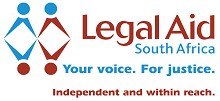 Legal Aid
South Africa
Your voice. For justice.
Independent and within reach.